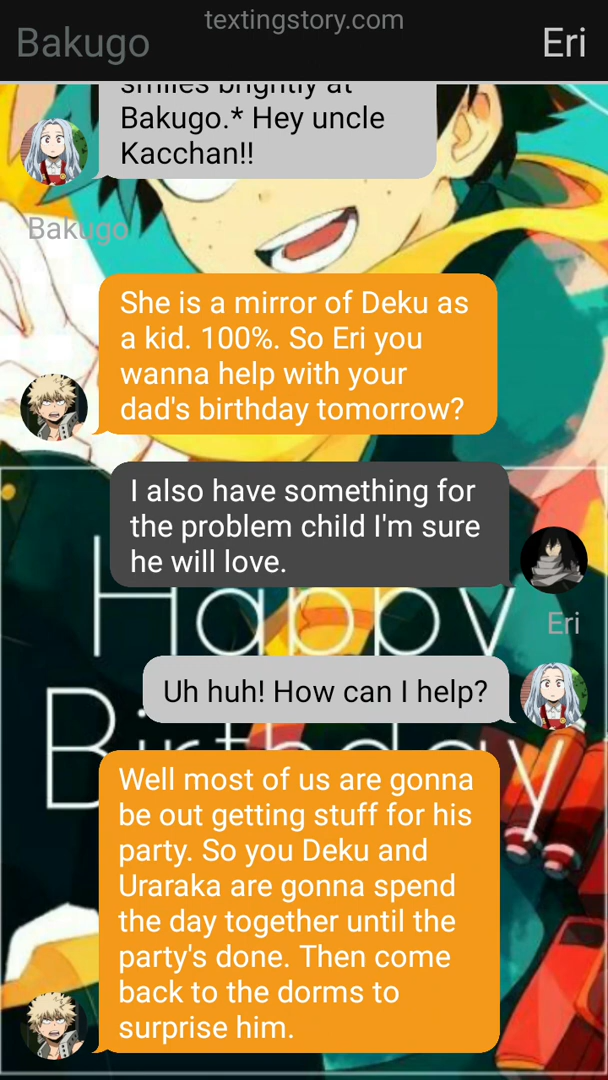 textingstory.com
Bakugo
Eri
smiles brightly at
Bakugo.* Hey uncle
Kacchan!!
Bakugo
She is a mirror of Deku as
a kid. 100%. So Eri you
wanna help with your
dad's birthday tomorrow?
I also have something for
the problem child I'm sure
he will love.
Eri
Uh huh! How can I help?
Happy
Birthday
Well most of us are gonna
be out getting stuff for his
party. So you Deku and
Uraraka are gonna spend
the day together until the
party's done. Then come
back to the dorms to
surprise him.